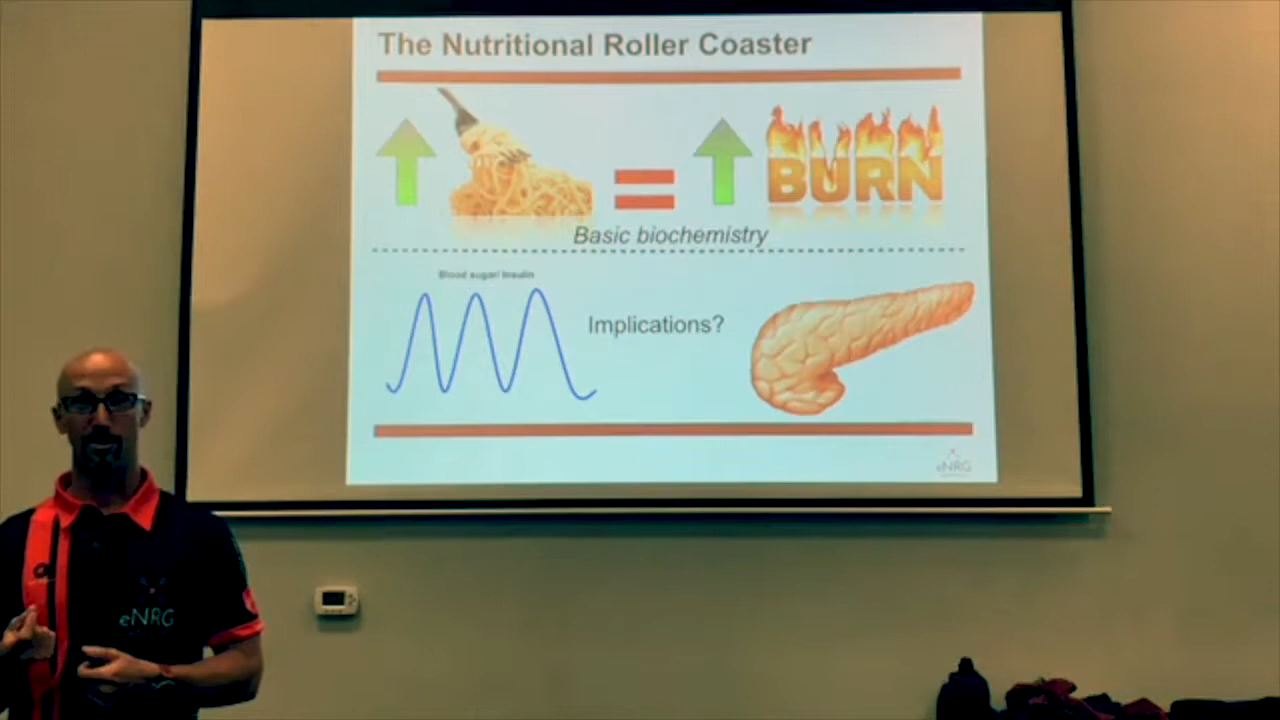 The Nutritional Roller Coaster
BURN
Basic biochemistry
Blood sugar/ Insulin
Implications?
eNRG
eNRG